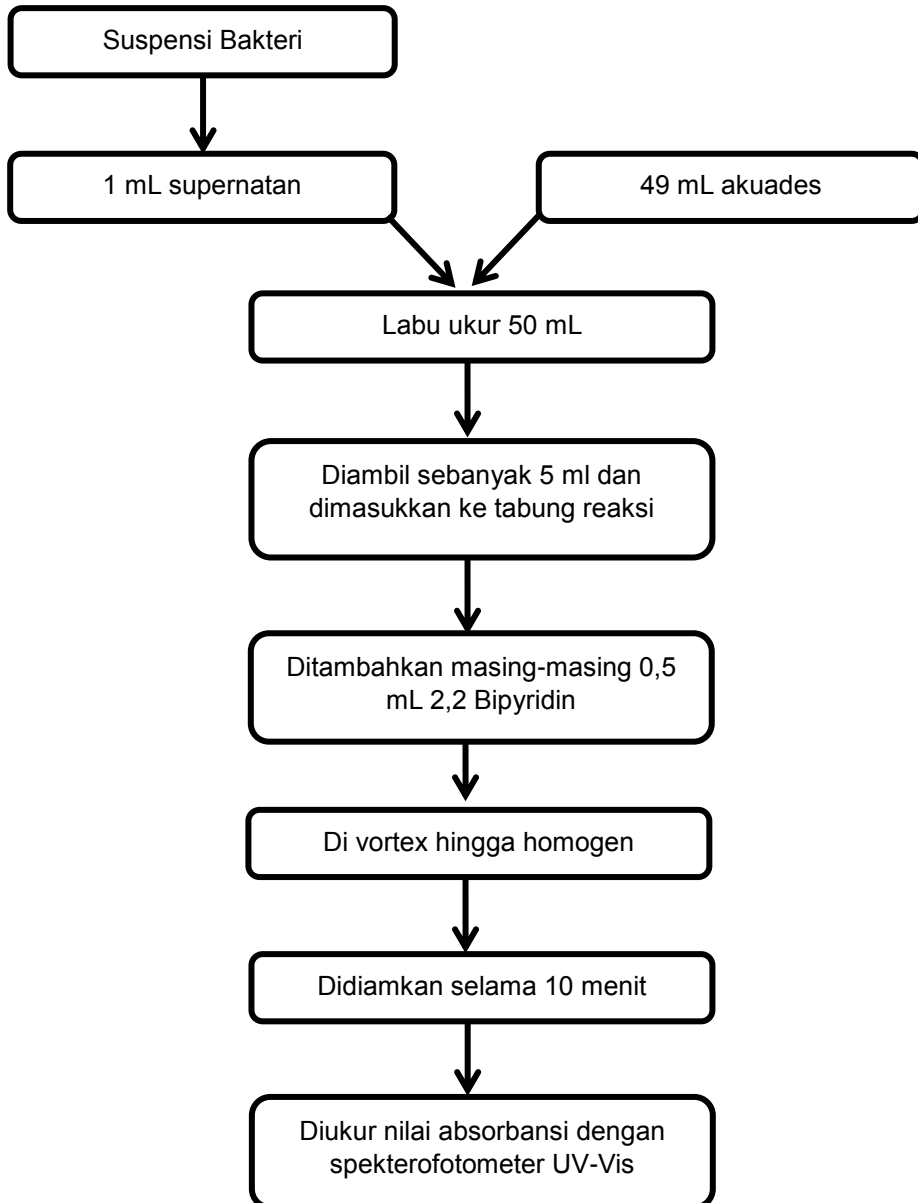 Suspensi Bakteri
1 mL supernatan
49 mL akuades
Labu ukur 50 mL
Diambil sebanyak 5 ml dan
dimasukkan ke tabung reaksi
Ditambahkan masing-masing 0,5
mL 2,2 Bipyridin
Di vortex hingga homogen
Didiamkan selama 10 menit
Diukur nilai absorbansi dengan
spekterofotometer UV-Vis